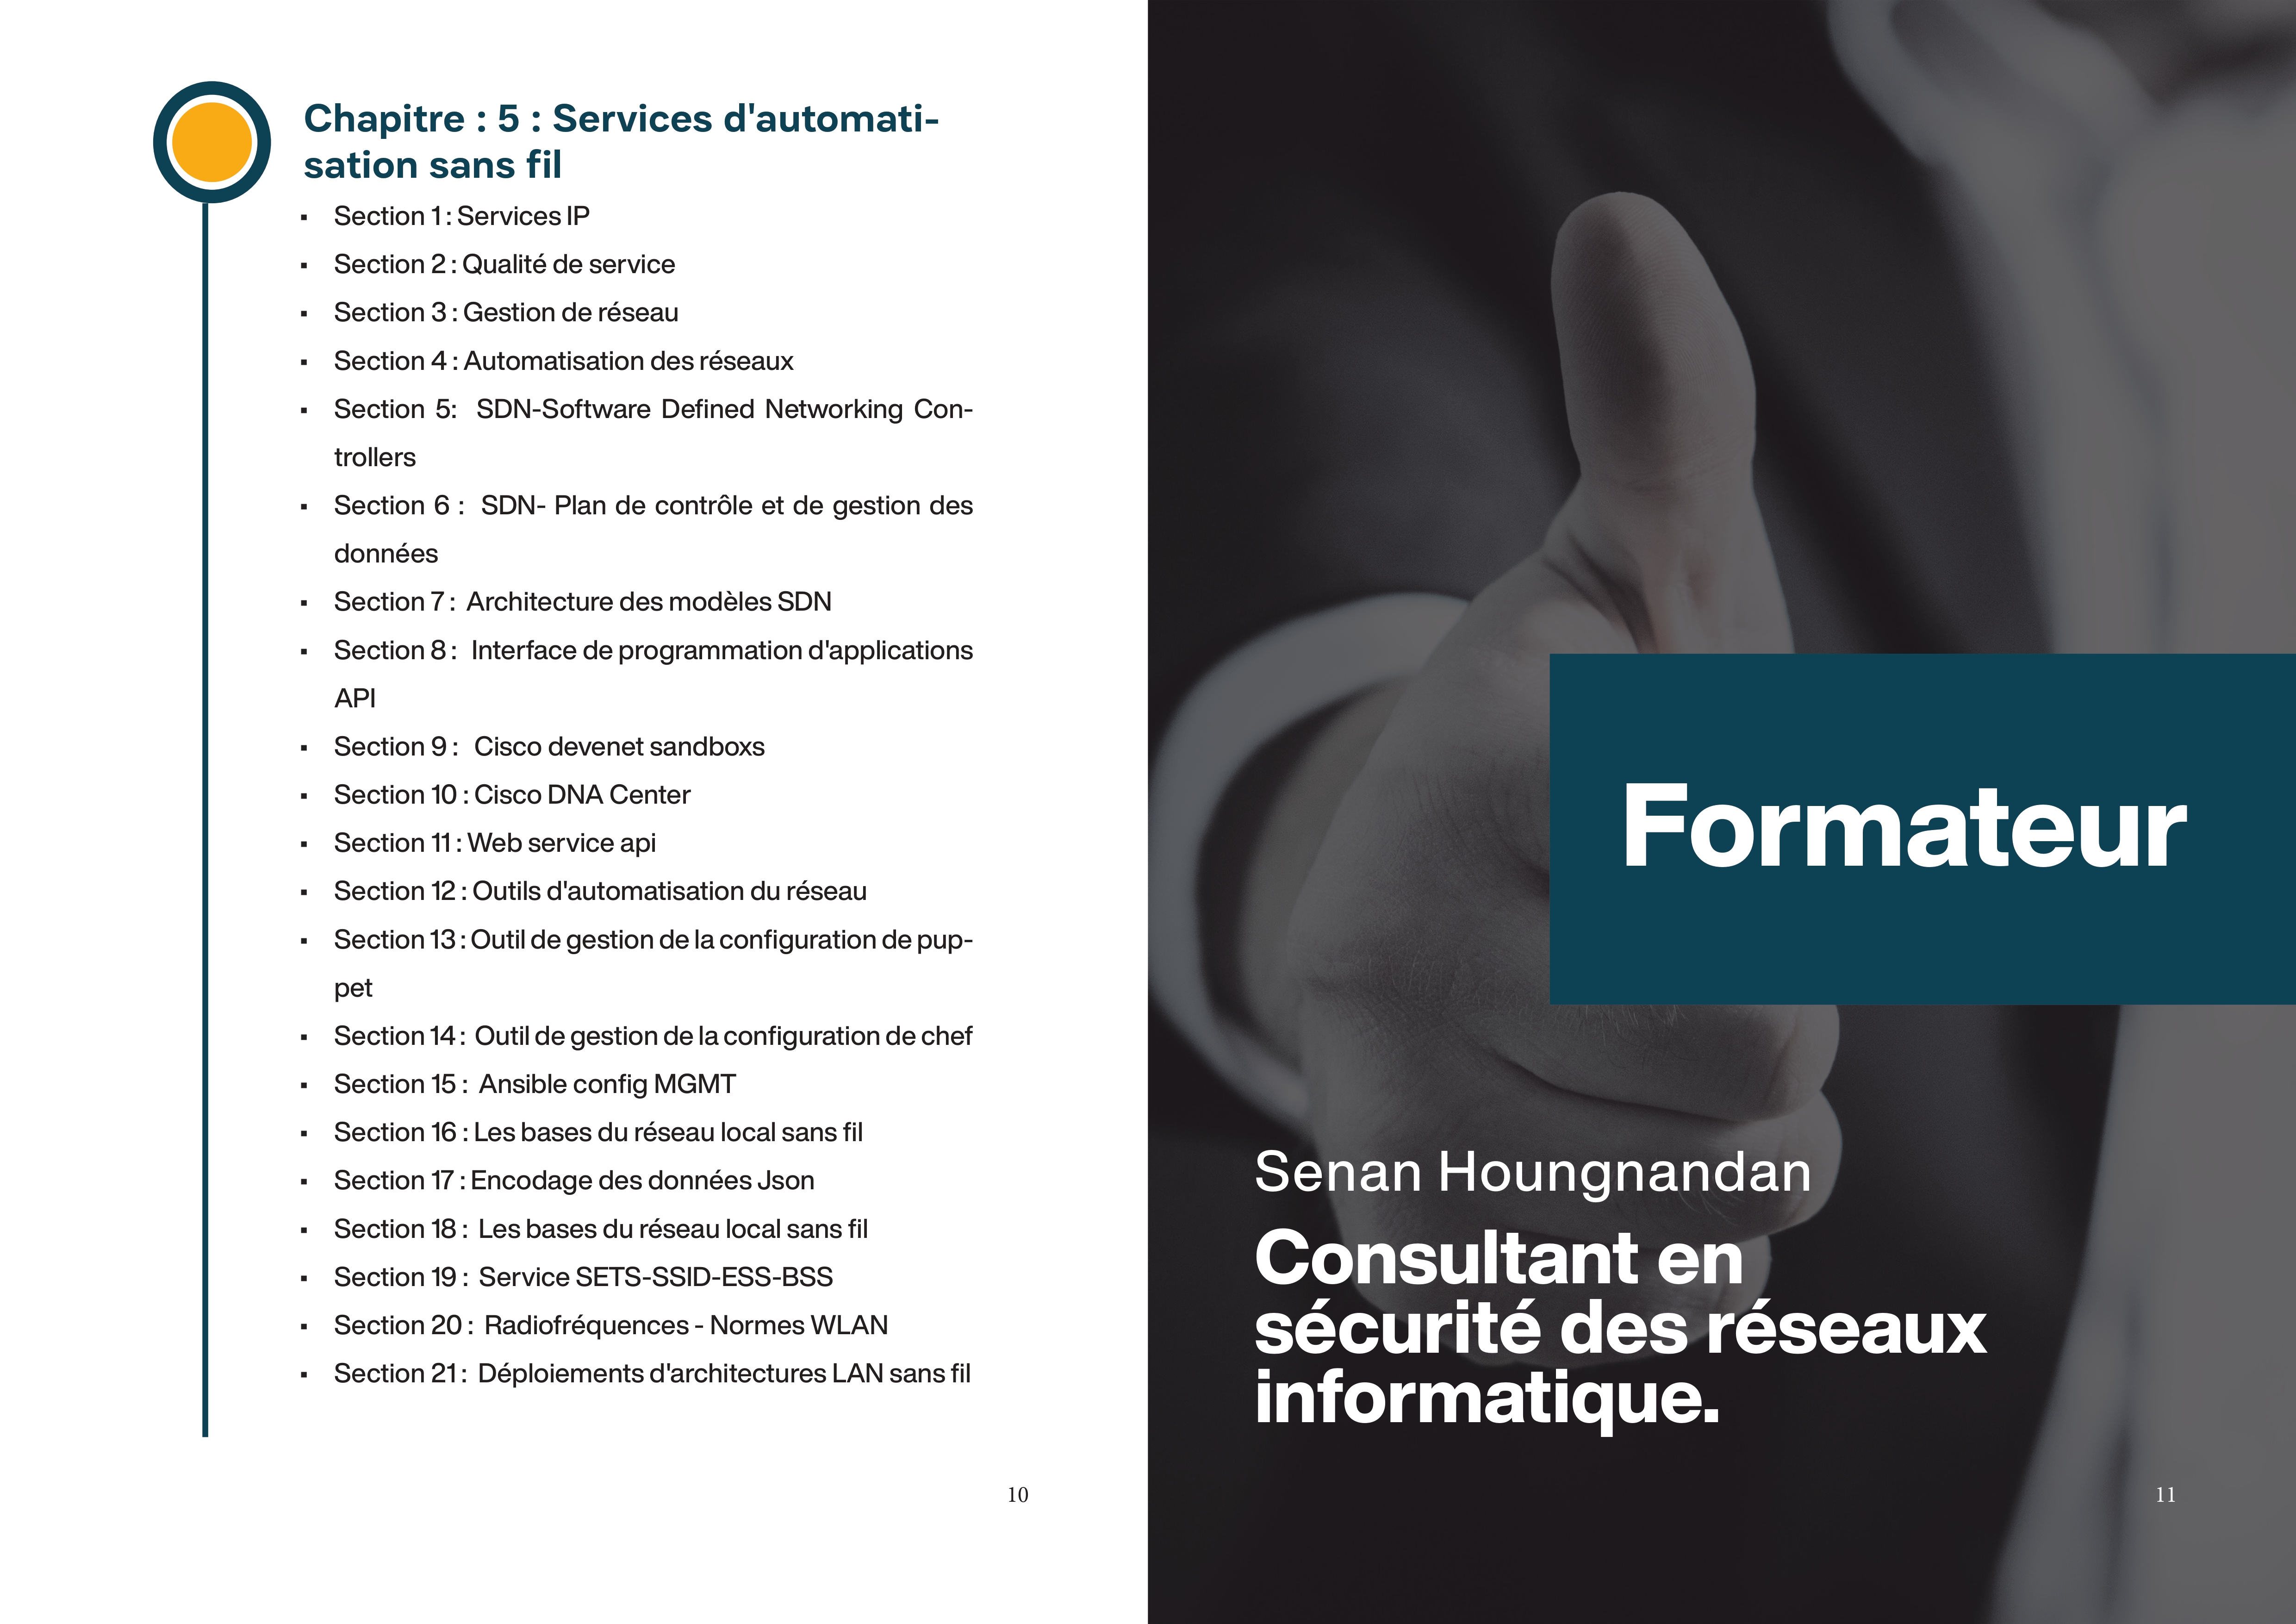 Chapitre : 5 : Services d'automati-
sation sans fil
▪ Section 1 : Services IP
▪ Section 2 : Qualité de service
▪ Section 3 : Gestion de réseau
▪ Section 4 : Automatisation des réseaux
▪ Section 5: SDN-Software Defined Networking Con-
trollers
▪ Section 6 : SDN- Plan de contrôle et de gestion des
données
▪ Section 7 : Architecture des modèles SDN
▪ Section 8 : Interface de programmation d'applications
API
▪ Section 9 : Cisco devenet sandboxs
▪ Section 10 : Cisco DNA Center
▪ Section 11 : Web service api
▪ Section 12 : Outils d'automatisation du réseau
▪ Section 13 : Outil de gestion de la configuration de pup-
pet
▪ Section 14 : Outil de gestion de la configuration de chef
▪ Section 15 : Ansible config MGMT
▪ Section 16 : Les bases du réseau local sans fil
▪ Section 17 : Encodage des données Json
▪ Section 18 : Les bases du réseau local sans fil
▪ Section 19 : Service SETS-SSID-ESS-BSS
▪ Section 20 : Radiofréquences - Normes WLAN
▪ Section 21 : Déploiements d'architectures LAN sans fil
10
Formateur
Senan Houngnandan
Consultant en
sécurité des réseaux
informatique.
11